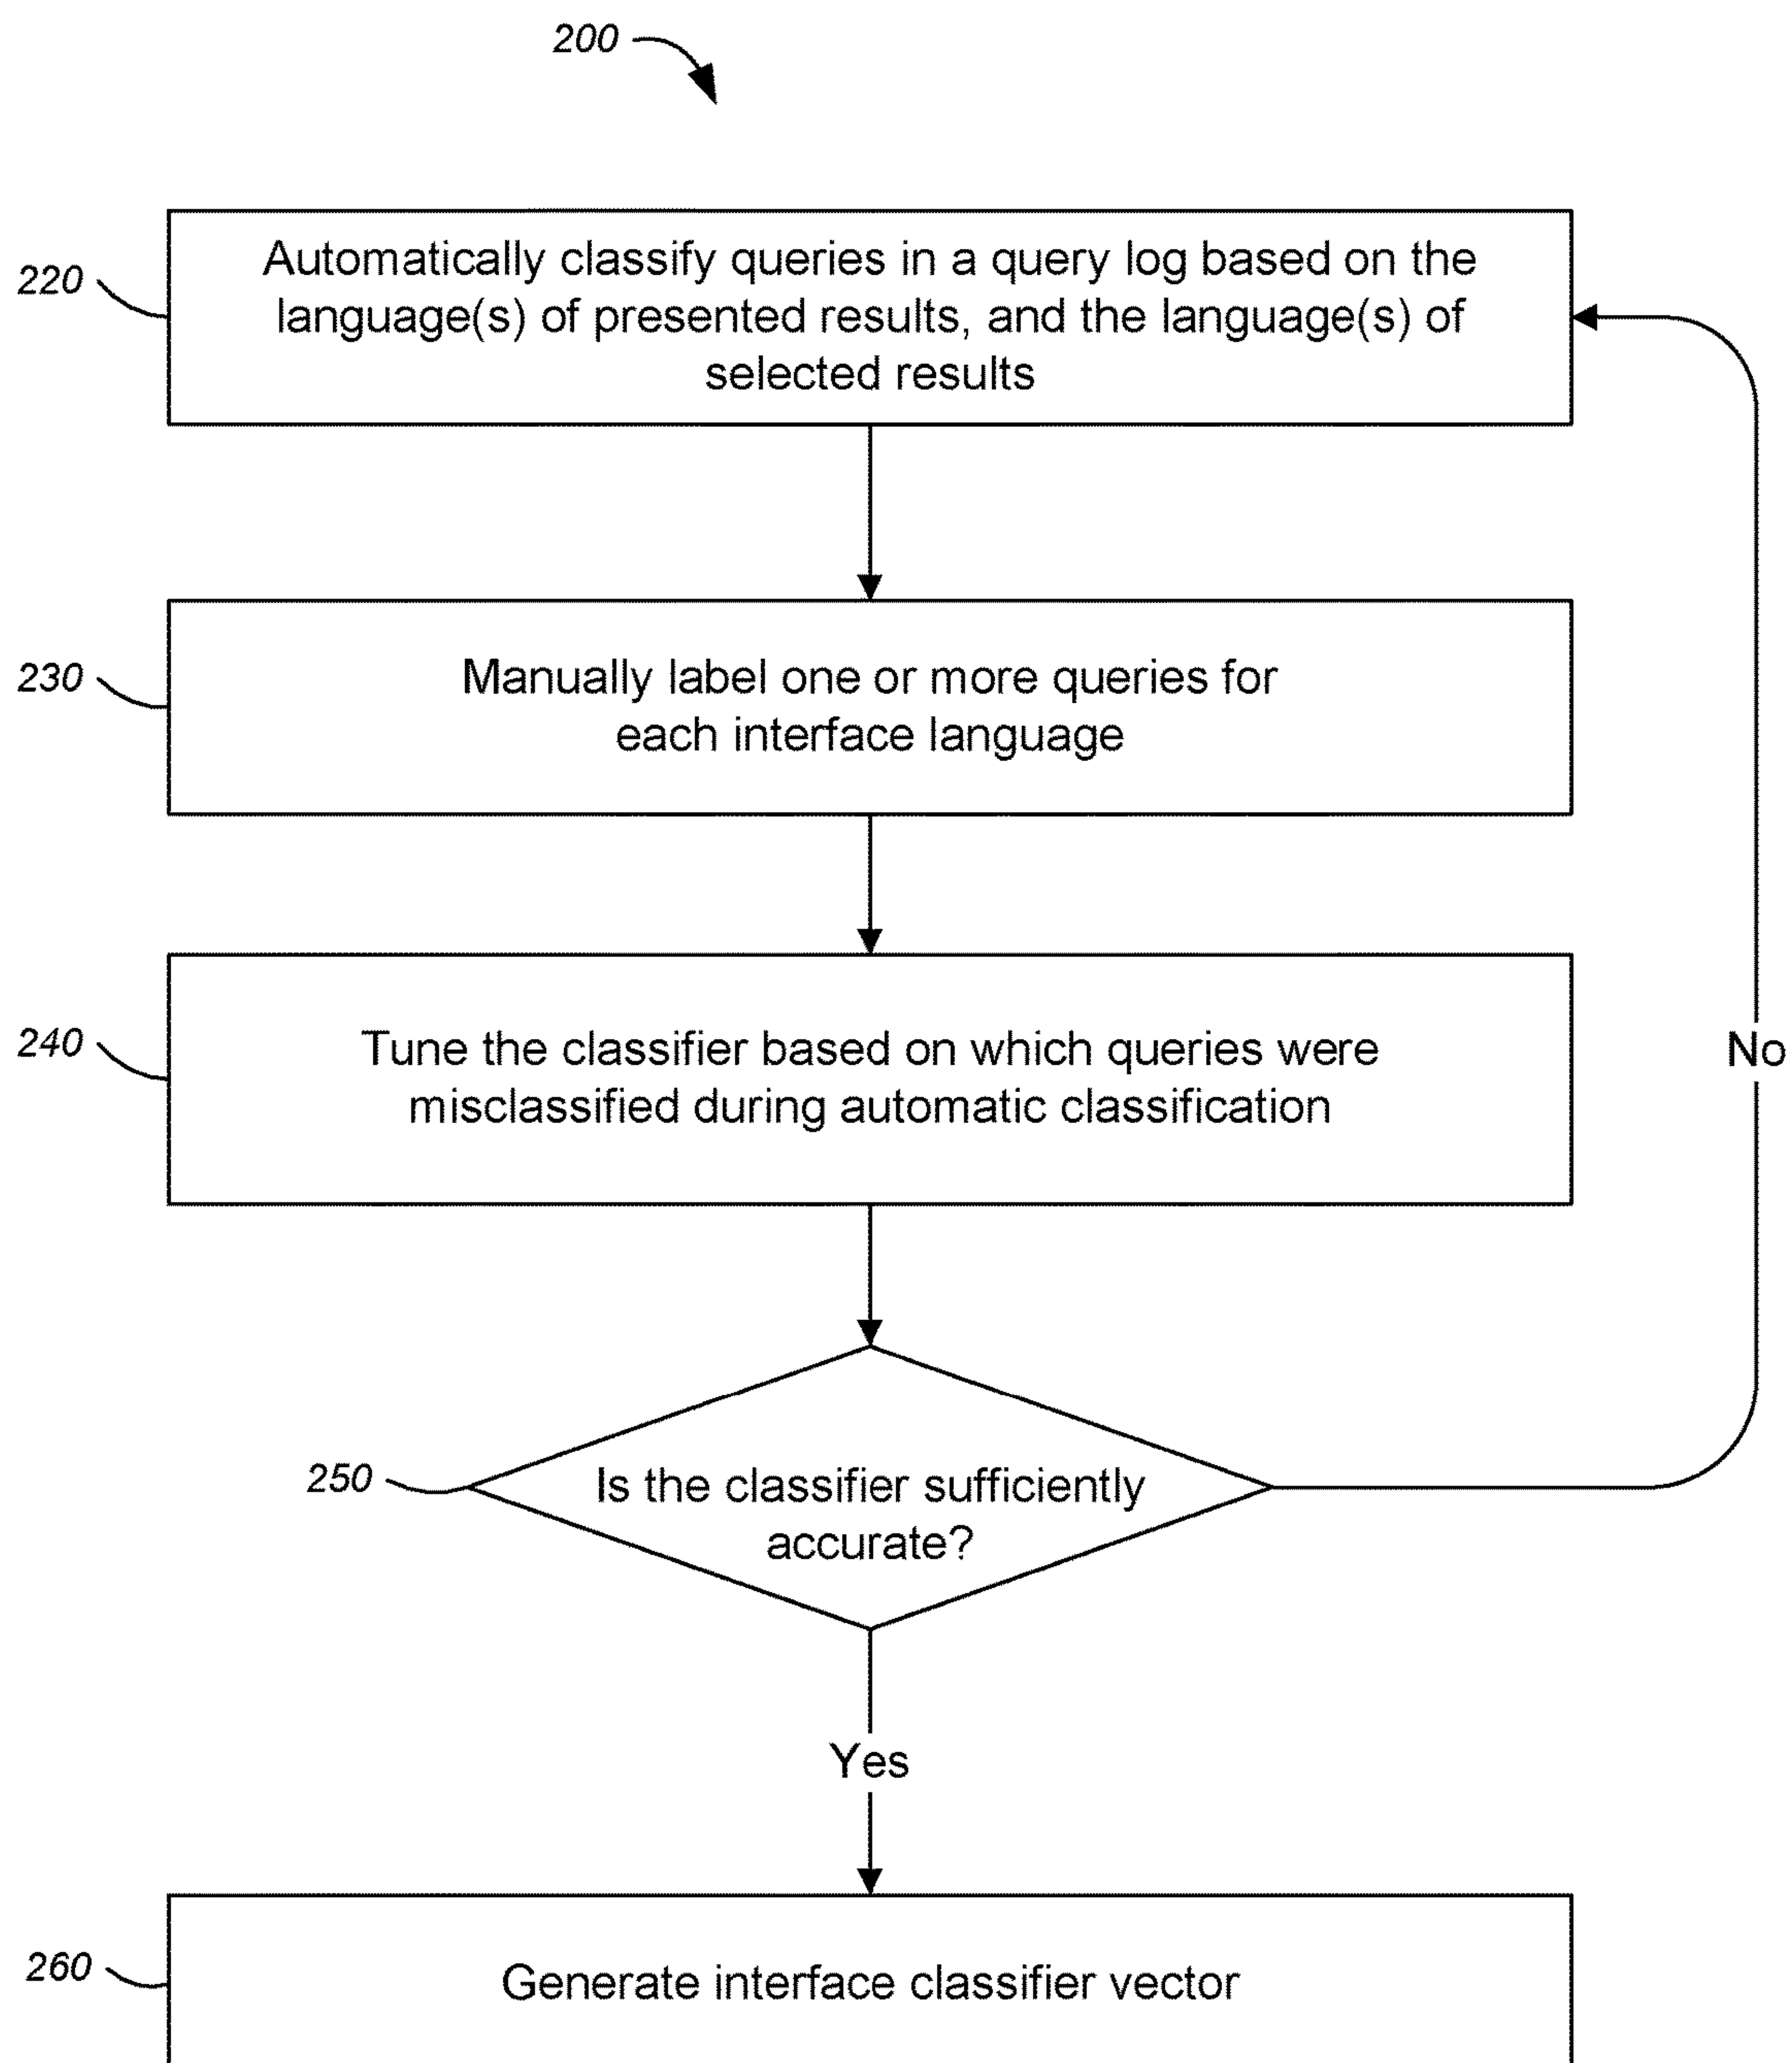 200
220
Automatically classify queries in a query log based on the
language(s) of presented results, and the language(s) of
selected results
230
Manually label one or more queries for
each interface language
240
Tune the classifier based on which queries were
misclassified during automatic classification
No
250
Is the classifier sufficiently
accurate?
Yes
260
Generate interface classifier vector